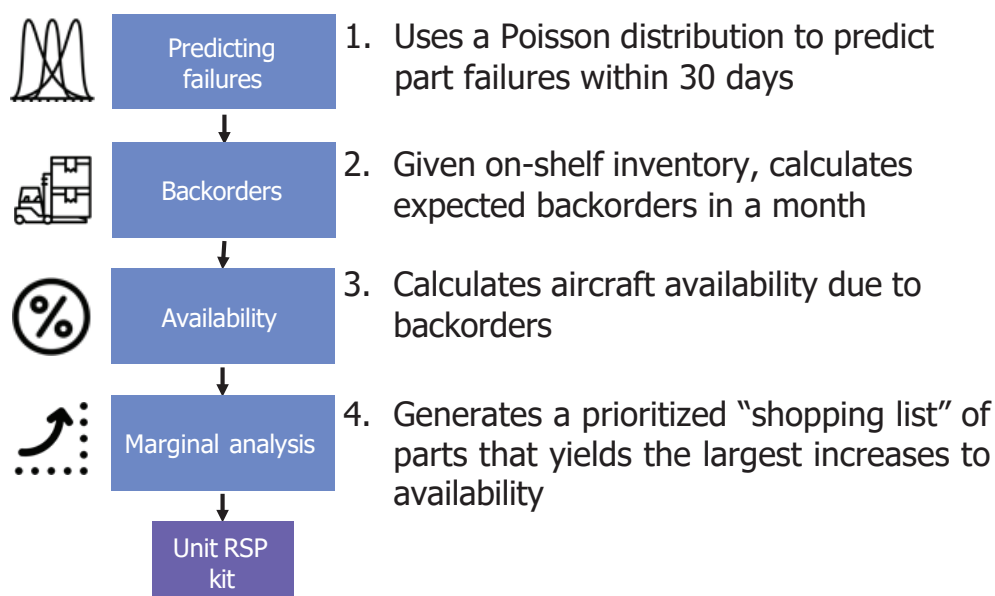 Predicting
failures
1. Uses a Poisson distribution to predict
part failures within 30 days
Backorders
2. Given on-shelf inventory, calculates
expected backorders in a month
Availability
3. Calculates aircraft availability due to
backorders
Marginal analysis
4. Generates a prioritized “shopping list” of
parts that yields the largest increases to
availability
Unit RSP
kit